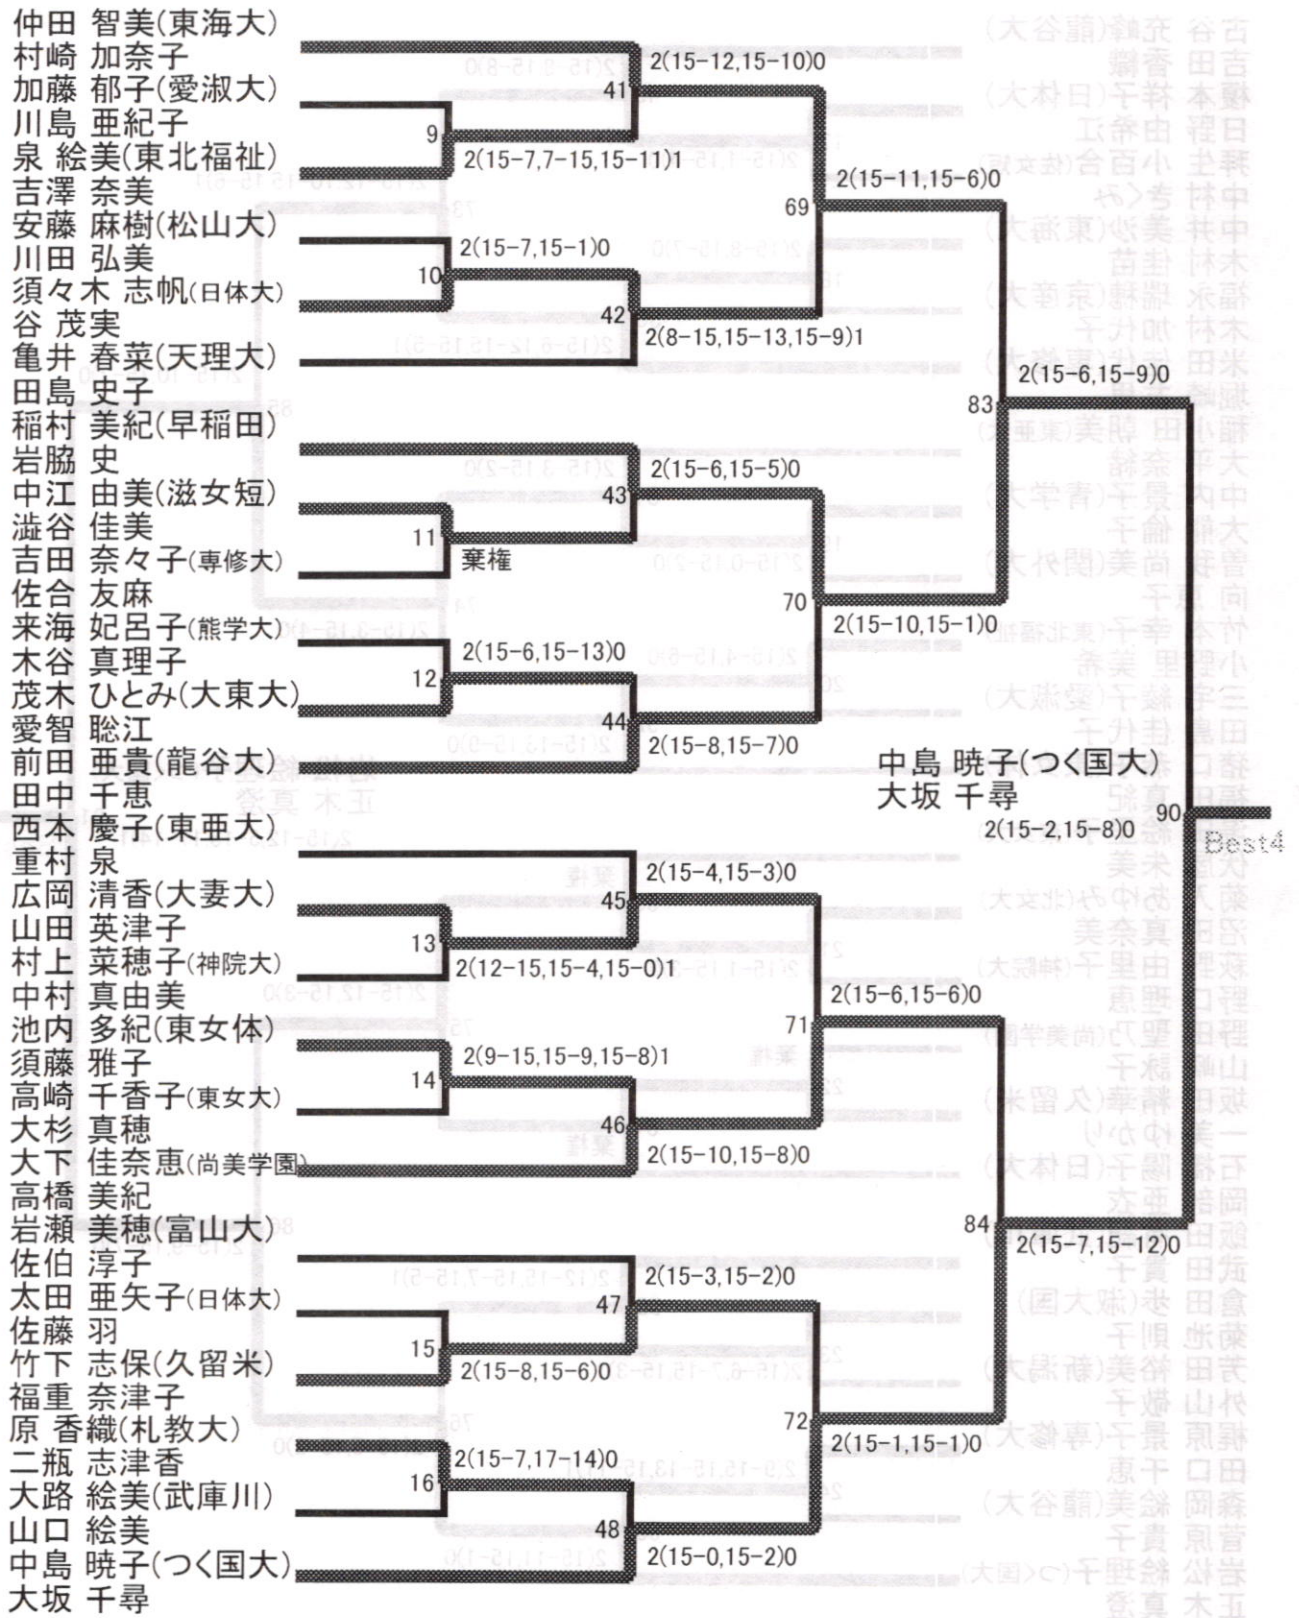 仲田 智美(東海大)
村崎 加奈子
加藤 郁子(愛淑大)
川島 亜紀子
泉 絵美(東北福祉)
吉澤 奈美
安藤 麻樹(松山大)
川田 弘美
須々木 志帆(日体大)
谷 茂実
亀井 春菜(天理大)
田島 史子
稲村 美紀(早稲田)
岩脇 史
中江 由美(滋女短)
澁谷 佳美
吉田 奈々子(専修大)
佐合 友麻
来海 妃呂子(熊学大)
木谷 真理子
茂木 ひとみ(大東大)
愛智 聡江
前田 亜貴(龍谷大)
田中 千恵
西本 慶子(東亜大)
重村 泉
広岡 清香(大妻大)
山田 英津子
村上 菜穂子(神院大)
中村 真由美
池内 多紀(東女体)
須藤 雅子
高崎 千香子(東女大)
大杉 真穂
大下 佳奈恵(尚美学園)
高橋 美紀
岩瀬 美穂(富山大)
佐伯 淳子
太田 亜矢子(日体大)
佐藤 羽
竹下 志保(久留米)
福重 奈津子
原 香織(札教大)
二瓶 志津香
大路 絵美(武庫川)
山口 絵美
中島 暁子(つく国大)
大坂 千尋
9
2(15-7,7-15,15-11)1
10
2(15-7,15-1)0
11
棄権
12
2(15-6,15-13)0
13
2(12-15,15-4,15-0)1
14
2(9-15,15-9,15-8)1
15
2(15-8,15-6)0
16
2(15-7,17-14)0
41
2(15-12,15-10)0
42
2(8-15,15-13,15-9)1
43
2(15-6,15-5)0
44
2(15-8,15-7)0
45
2(15-4,15-3)0
46
2(15-10,15-8)0
47
2(15-3,15-2)0
48
2(15-0,15-2)0
69
2(15-11,15-6)0
70
2(15-10,15-1)0
71
2(15-6,15-6)0
72
2(15-1,15-1)0
83
2(15-6,15-9)0
84
2(15-7,15-12)0
中島 暁子(つく国大)
大坂 千尋
2(15-2,15-8)0
90
Best4